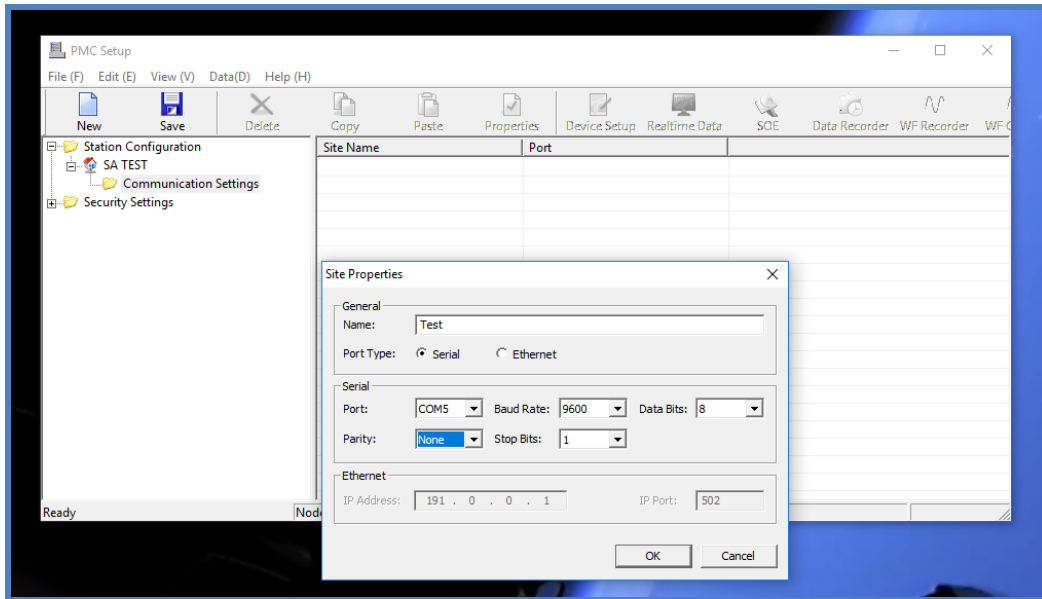 PMC Setup
File (F) Edit (E) View (V) Data(D) Help (H)
New Save Delete Copy Paste Properties Device Setup Realtime Data SOE Data Recorder WF Recorder WF
Station Configuration
SA TEST
Communication Settings
Security Settings
Site Name Port
Site Properties
General
Name: Test
Port Type: Serial Ethernet
Serial
Port: COM5 Baud Rate: 9600 Data Bits: 8
Parity: None Stop Bits: 1
Ethernet
IP Address: 191 . 0 . 0 . 1 IP Port: 502
OK Cancel
Ready